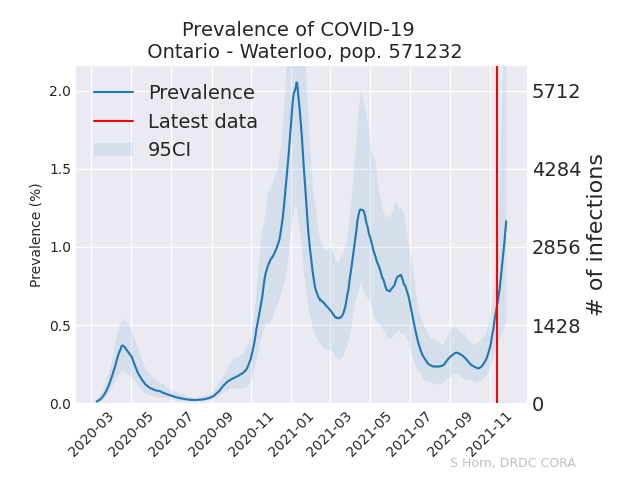 Prevalence of COVID-19
Ontario - Waterloo, pop. 571232
Prevalence
Latest data
95CI
Prevalence (%)
2.0
1.5
1.0
0.5
0.0
5712
4284
2856
1428
0
# of infections
2020-03
2020-05
2020-07
2020-09
2020-11
2021-01
2021-03
2021-05
2021-07
2021-09
2021-11
S Horn, DRDC CORA